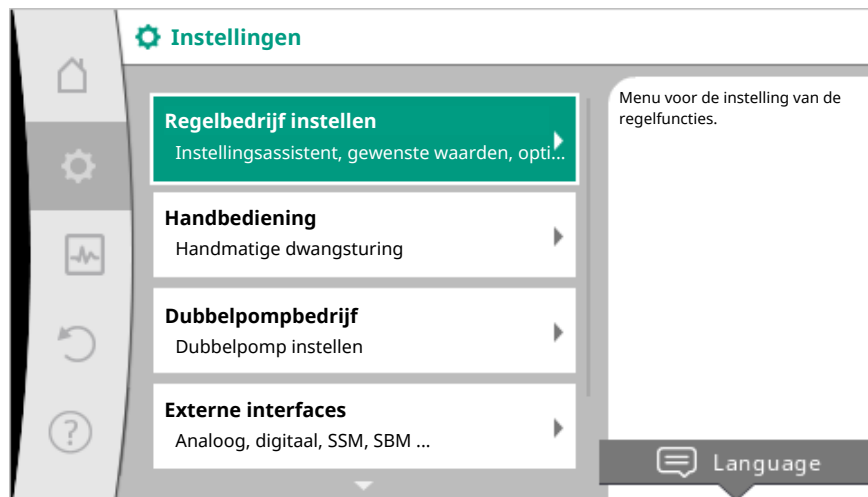 Instellingen
Regelbedrijf instellen
Instellingsassistent, gewenste waarden, opti...
Handbediening
Handmatige dwangsturing
Dubbelpompbedrijf
Dubbelpomp instellen
Externe interfaces
Analoog, digitaal, SSM, SBM ...
Menu voor de instelling van de
regelfuncties.
?
Language